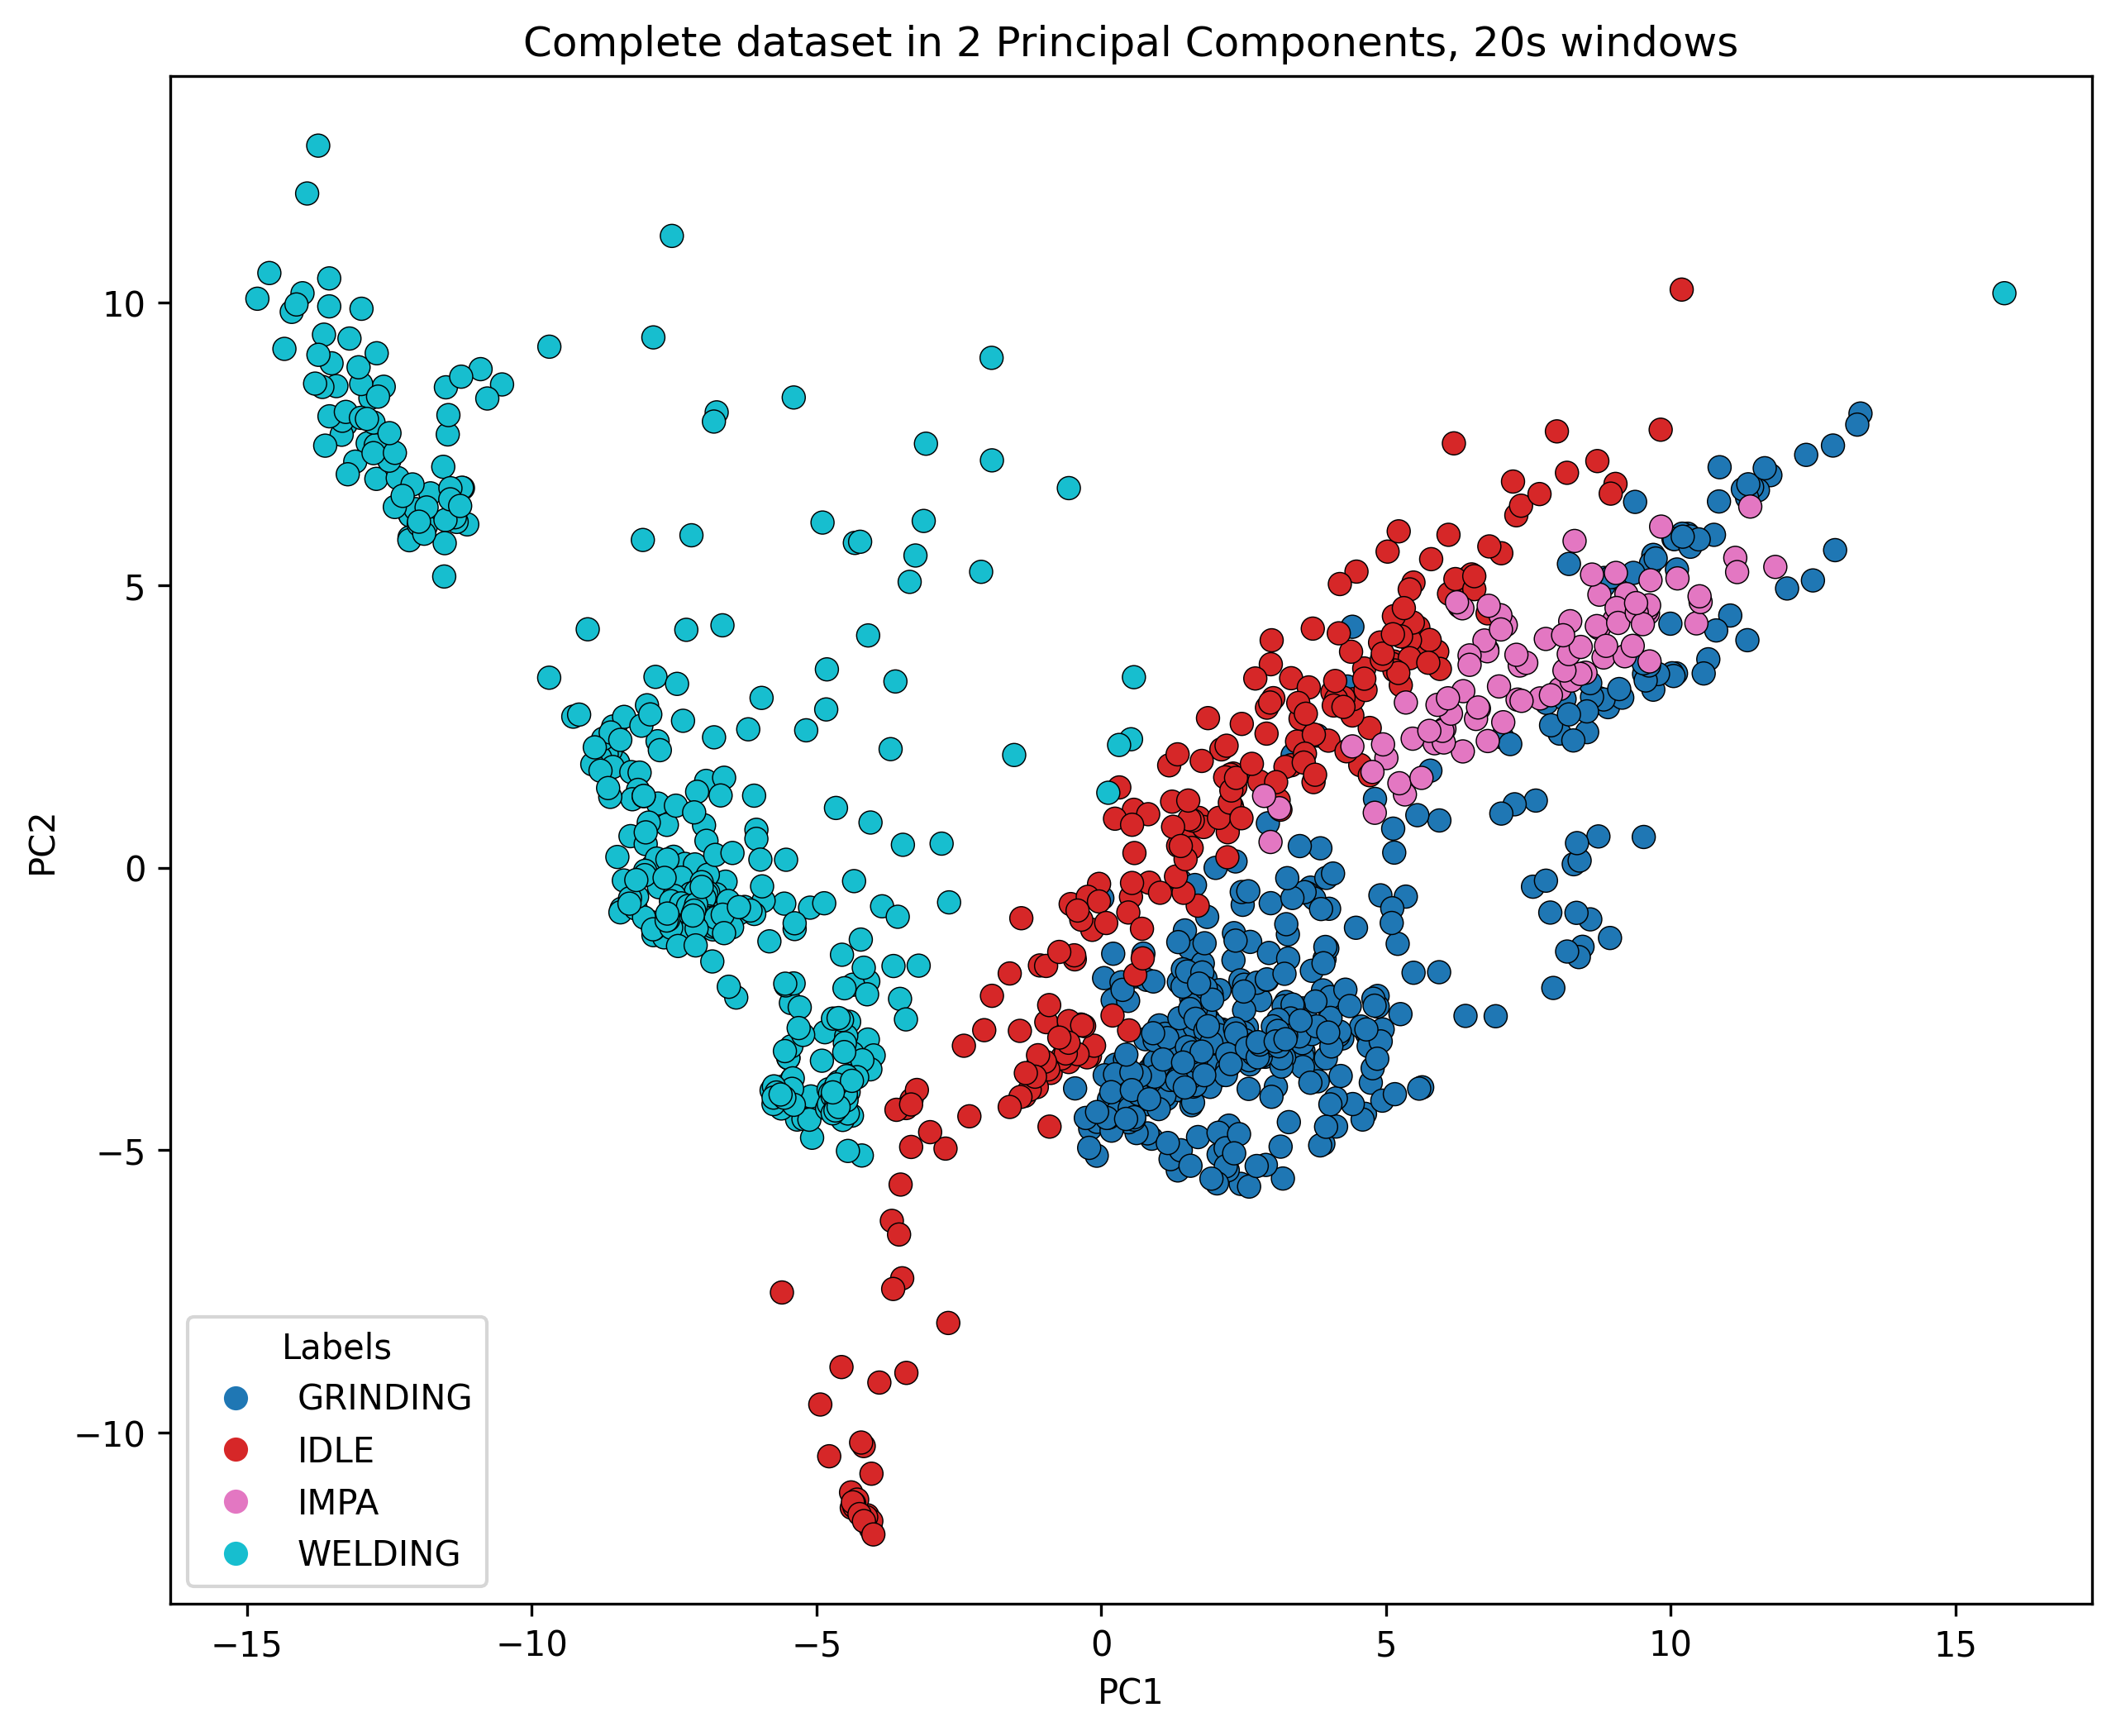 Complete dataset in 2 Principal Components, 20s windows
10
5
0
−5
−10
PC2
Labels
GRINDING
IDLE
IMPA
WELDING
−15
−10
−5
0
5
10
15
PC1